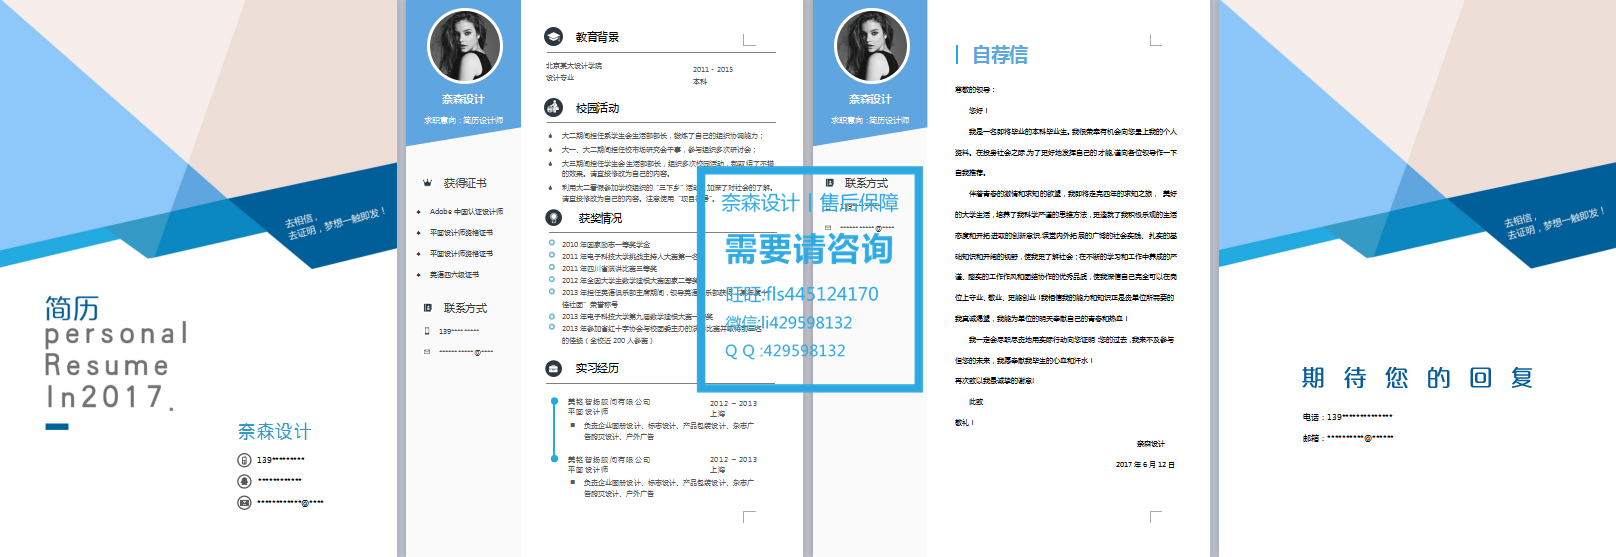 去相信，
去证明，梦想一触即发！
简历
personal
Resume
In2017.
奈森设计
139*********
************
************@****
奈森设计
求职意向：简历设计师
获得证书
Adobe 中国认证设计师
平面设计师资格证书
平面设计师资格证书
英语四六级证书
联系方式
139*********
***********@****
教育背景
北京某大设计学院
2011 - 2015
设计专业
本科
校园活动
大二期间担任系学生会生活部部长，锻炼了自己的组织协调能力；
大一、大二期间担任校市场研究会干事，参与组织多次研讨会；
大三期间担任学生会生活部部长，组织多次校园活动，都取得了不错
的效果。请直接修改为自己的内容。
利用大二暑假参加学校组织的“三下乡”活动，加深了对社会的了解。
请直接修改为自己的内容。注意使用“项目符号”。
获奖情况
2010 年国家励志一等奖学金
2011 年电子科技大学挑战主持人大赛第一名
2011 年四川省演讲比赛三等奖
2012 年全国大学生数学建模大赛国家二等奖
2013 年担任英语俱乐部主席期间，领导英语俱乐部获得
佳社团”荣誉称号
2013 年电子科技大学第九届数学建模大赛一等奖
2013 年参加省红十字协会与校团委主办的演讲比赛并取得前三名
的佳绩（全校近 200 人参赛）
实习经历
美铭智扬顾问有限公司
2012 – 2013
平面设计师
上海
负责企业画册设计、标志设计、产品包装设计、杂志广
告跨页设计、户外广告
美铭智扬顾问有限公司
2012 – 2013
平面设计师
上海
负责企业画册设计、标志设计、产品包装设计、杂志广
告跨页设计、户外广告
奈森设计丨售后保障
需要请咨询
旺旺:fls445124170
微信:li429598132
Q Q :429598132
奈森设计
求职意向：简历设计师
联系方式
***********@****
自荐信
尊敬的领导：
您好！
我是一名即将毕业的本科毕业生。我很荣幸有机会向您呈上我的个人
资料。在投身社会之际,为了更好地发挥自己的才能,谨向各位领导作一下
自我推荐。
伴着青春的激情和求知的欲望，我即将走完四年的求知之旅， 美好
的大学生活，培养了我科学严谨的思维方法，更造就了我积极乐观的生活
态度和开拓进取的创新意识.课堂内外拓展的广博的社会实践、扎实的基
础知识和开阔的视野，使我更了解社会；在不断的学习和工作中养成的严
谨、踏实的工作作风和团结协作的优秀品质，使我深信自己完全可以在岗
位上守业、敬业、更能创业！我相信我的能力和知识正是贵单位所需要的，
我真诚渴望，我能为单位的明天奉献自己的青春和热血！
我一定会尽职尽责地用实际行动向您证明:您的过去,我来不及参与，
但您的未来，我愿奉献我毕生的心血和汗水！
再次致以我最诚挚的谢意!
此致
敬礼！
奈森设计
2017 年 6 月 12 日
去相信，
去证明，梦想一触即发！
期待您的回复
电话：139**************
邮箱：**********@******